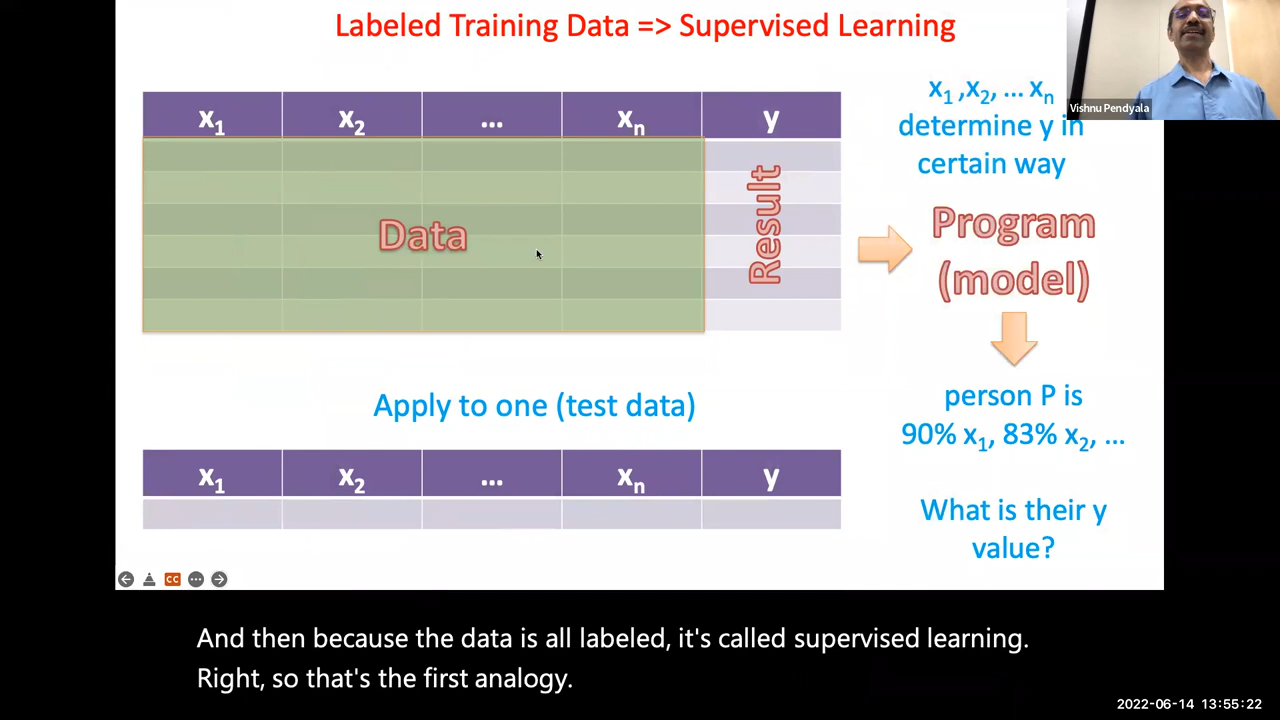 Labeled Training Data => Supervised Learning
x1 x2 ... xn y
Data
Result
x1 ,x2, ... xn
determine y in
certain way
Vishnu Pendyala
Program
(model)
Apply to one (test data)
x1 x2 ... xn y
person P is
90% x1, 83% x2, ...
What is their y
value?
CC
And then because the data is all labeled, it's called supervised learning.
Right, so that's the first analogy.
2022-06-14 13:55:22